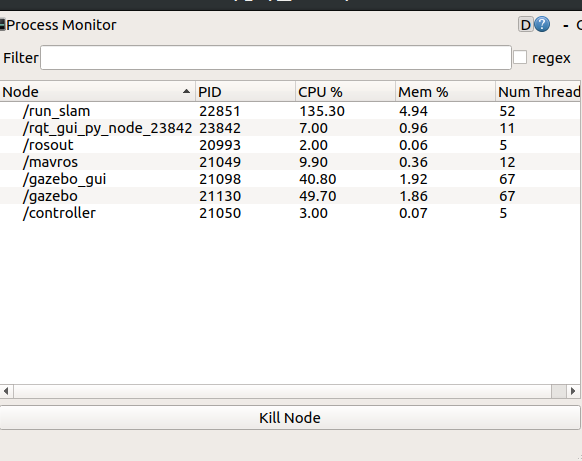 Process Monitor D ? - C
Filter regex
Node PID CPU % Mem % Num Thread
/run_slam 22851 135.30 4.94 52
/rqt_gui_py_node_23842 23842 7.00 0.96 11
/rosout 20993 2.00 0.06 5
/mavros 21049 9.90 0.36 12
/gazebo_gui 21098 40.80 1.92 67
/gazebo 21130 49.70 1.86 67
/controller 21050 3.00 0.07 5
Kill Node